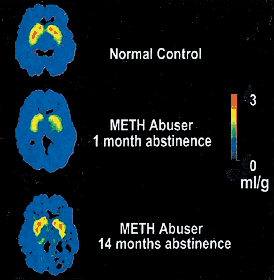 Normal Control
3
METH Abuser
1 month abstinence
0
ml/g
METH Abuser
14 months abstinence